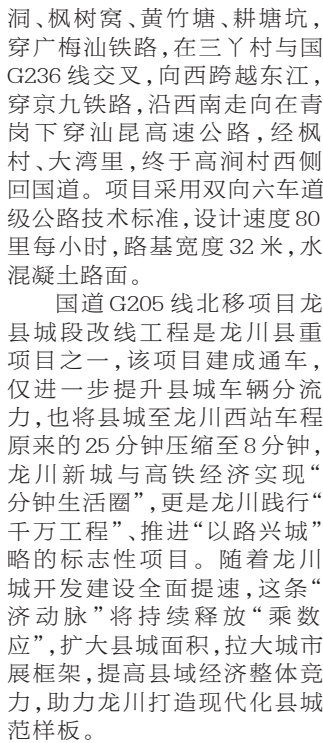 洞、枫树窝、黄竹塘、耕塘坑，
穿广梅汕铁路，在三丫村与国
G236线交叉，向西跨越东江，
穿京九铁路，沿西南走向在青
岗下穿汕昆高速公路，经枫
村、大湾里，终于高涧村西侧
回国道。项目采用双向六车道
级公路技术标准，设计速度80
里每小时，路基宽度32米，水
混凝土路面。
国道G205线北移项目龙
县城段改线工程是龙川县重
项目之一，该项目建成通车，
仅进一步提升县城车辆分流
力，也将县城至龙川西站车程
原来的25分钟压缩至8分钟，
龙川新城与高铁经济实现“
分钟生活圈”，更是龙川践行“
千万工程”、推进“以路兴城”
略的标志性项目。随着龙川
城开发建设全面提速，这条“
济动脉”将持续释放“乘数
应”，扩大县城面积，拉大城市
展框架，提高县域经济整体竞
力，助力龙川打造现代化县城
范样板。